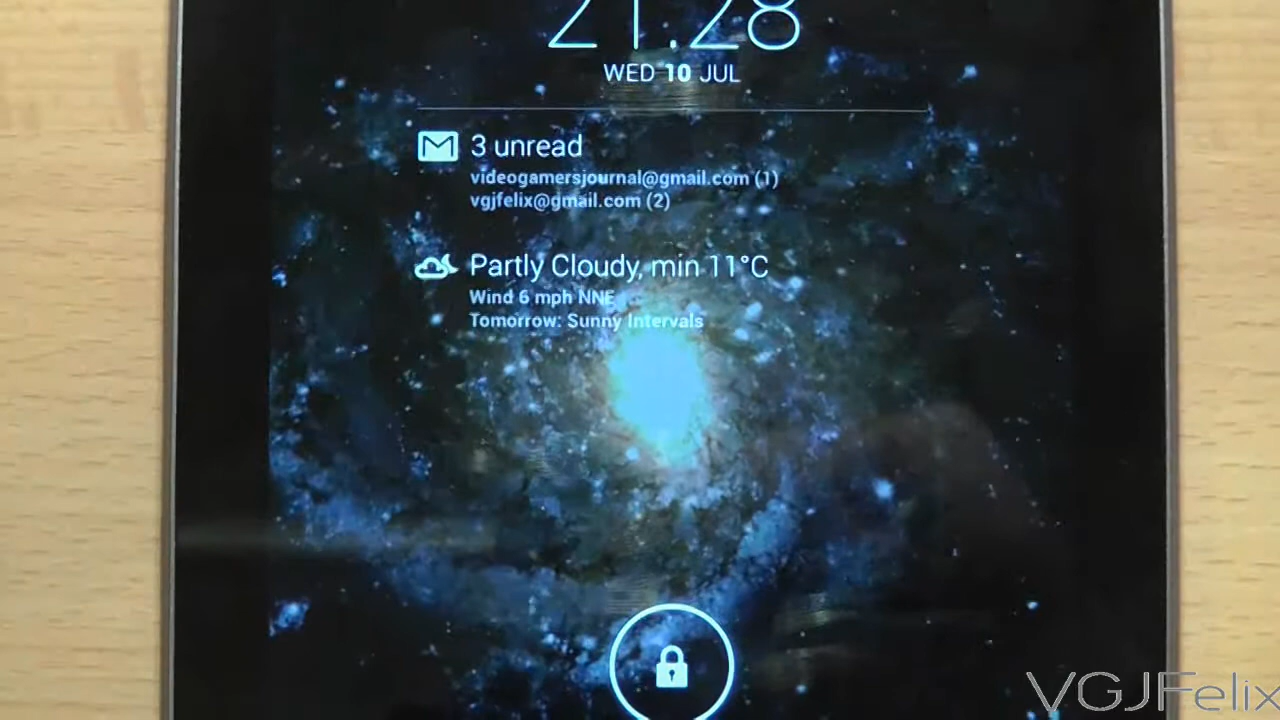 21:28
WED 10 JUL
3 unread
videogamersjournal@gmail.com (1)
vgjfelix@gmail.com (2)
Partly Cloudy, min 11°C
Wind 6 mph NNE
Tomorrow: Sunny Intervals
VGJFelix